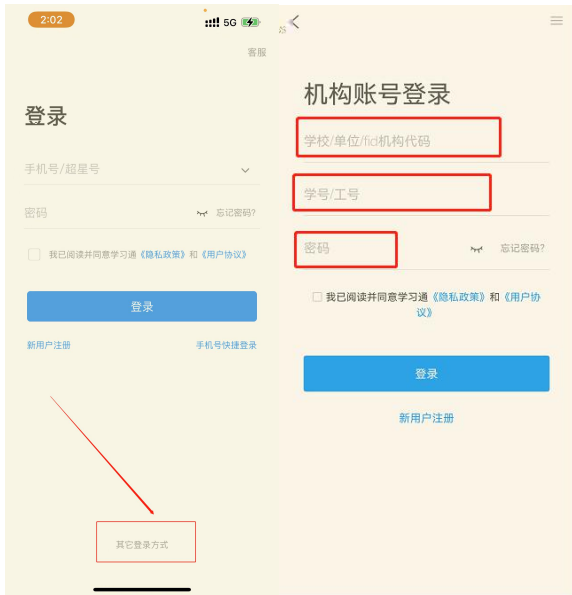 2:02
5G
客服
登录
手机号/超星号
密码
忘记密码?
我已阅读并同意学习通《隐私政策》和《用户协议》
登录
新用户注册
手机号快捷登录
其它登录方式
机构账号登录
学校/单位/fid机构代码
学号/工号
密码
忘记密码?
我已阅读并同意学习通《隐私政策》和《用户协
议》
登录
新用户注册